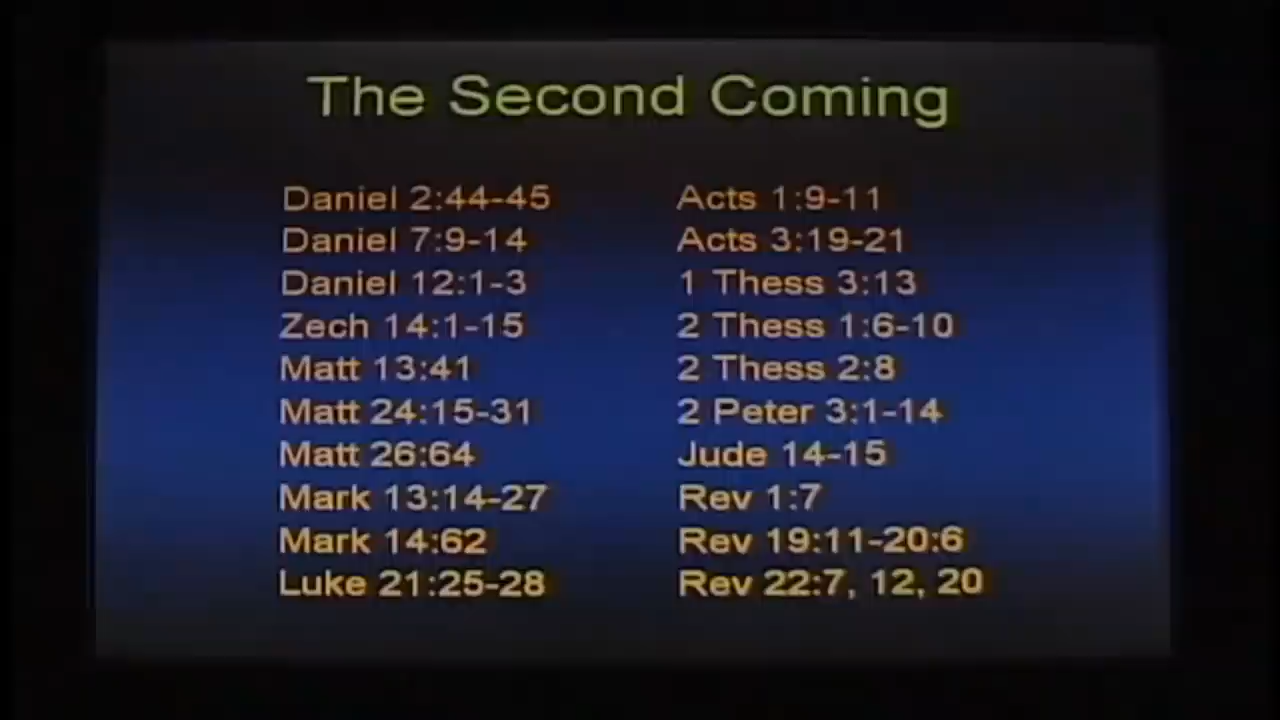 The Second Coming
Daniel 2:44-45
Daniel 7:9-14
Daniel 12:1-3
Zech 14:1-15
Matt 13:41
Matt 24:15-31
Matt 26:64
Mark 13:14-27
Mark 14:62
Luke 21:25-28
Acts 1:9-11
Acts 3:19-21
1 Thess 3:13
2 Thess 1:6-10
2 Thess 2:8
2 Peter 3:1-14
Jude 14-15
Rev 1:7
Rev 19:11-20:6
Rev 22:7, 12, 20